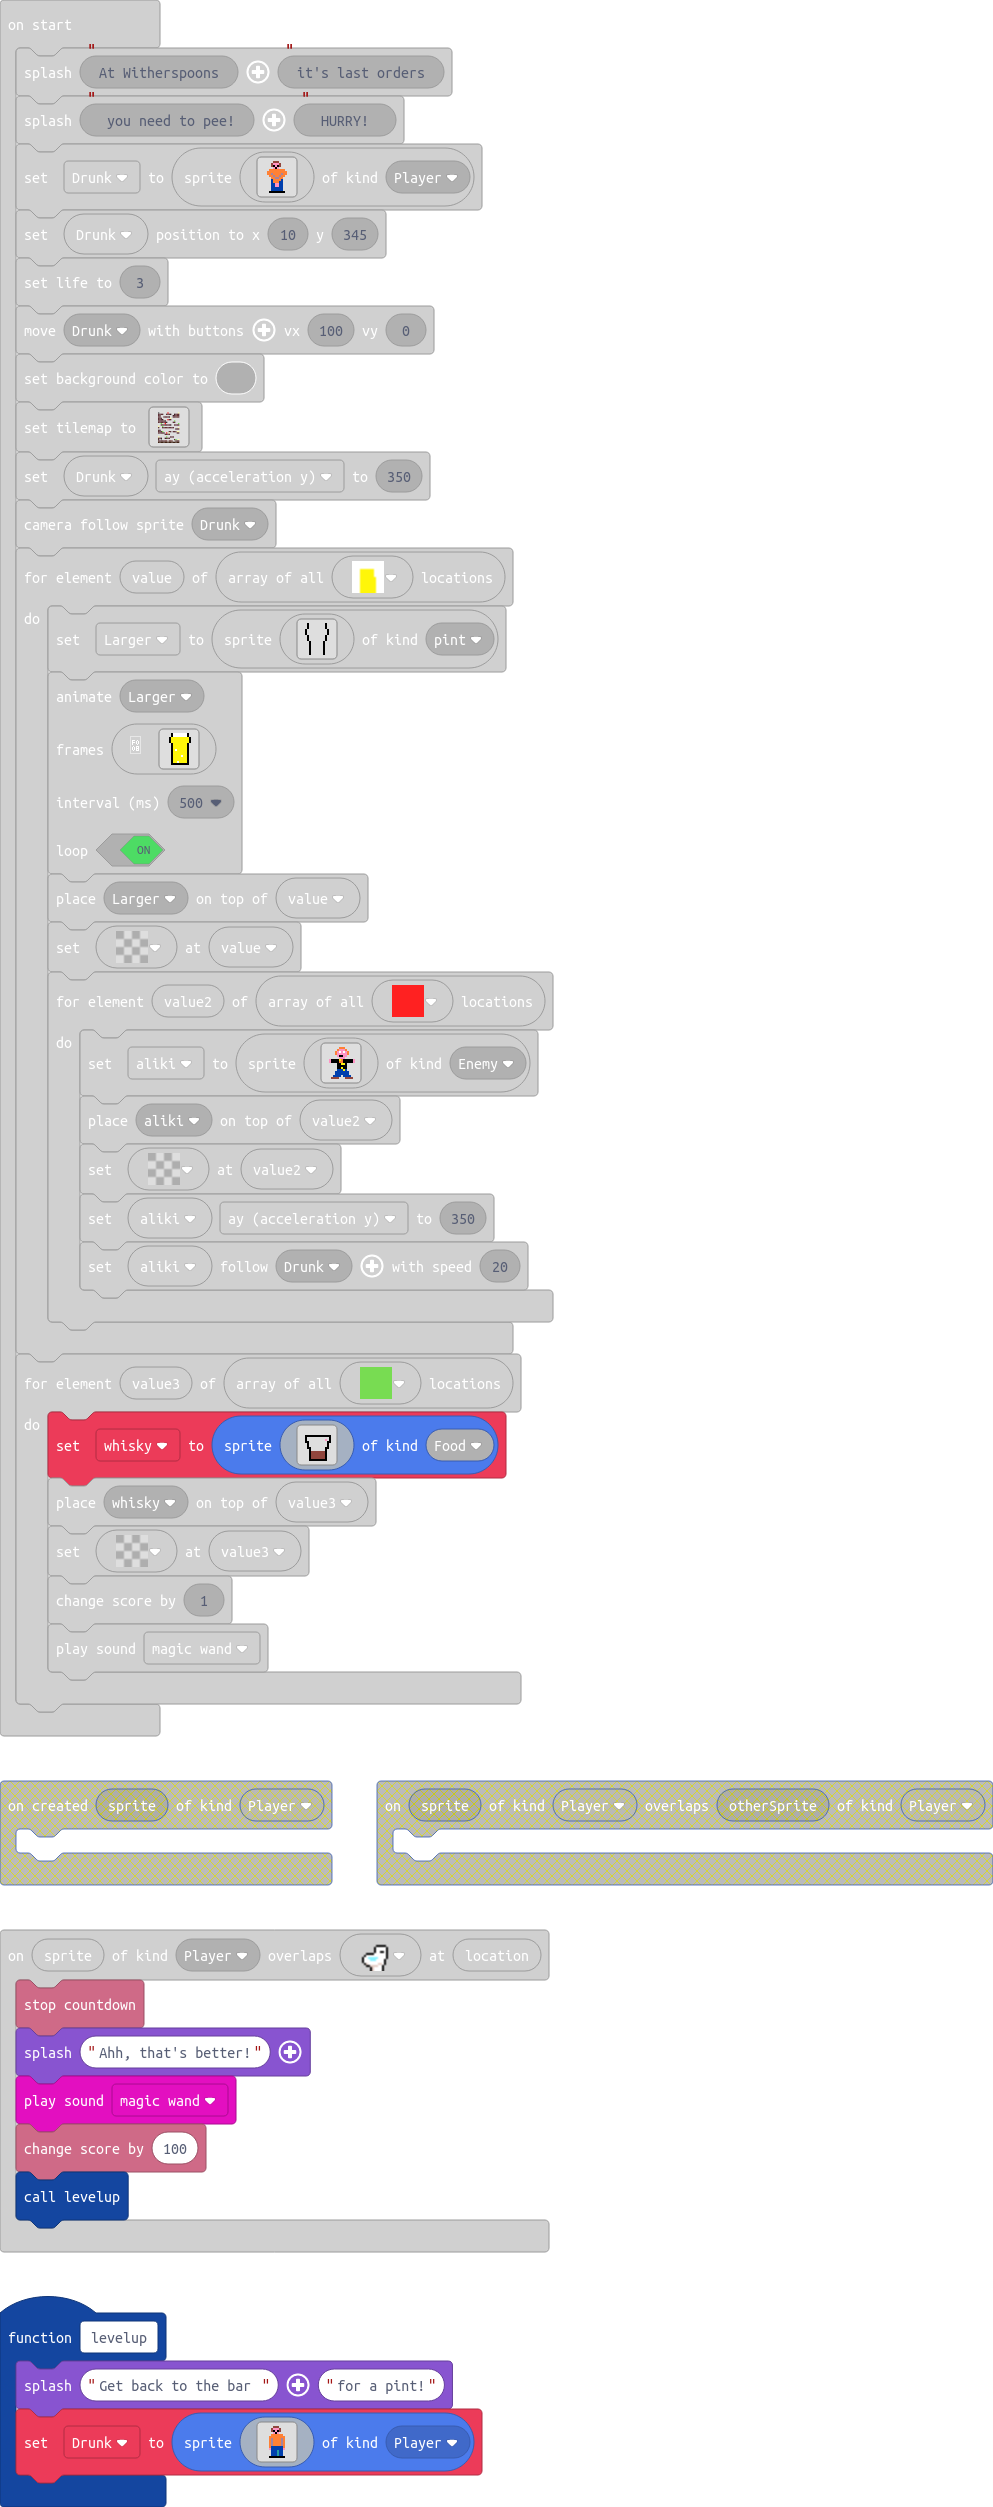 on start
splash "At Witherspoons" "it's last orders"
splash "you need to pee!" "HURRY!"
set Drunk to sprite of kind Player
set Drunk position to x 10 y 345
set life to 3
move Drunk with buttons vx 100 vy 0
set background color to
set tilemap to
set Drunk ay (acceleration y) to 350
camera follow sprite Drunk
for element value of array of all locations
do
set Larger to sprite of kind pint
animate Larger
frames
interval (ms) 500
loop ON
place Larger on top of value
set at value
for element value2 of array of all locations
do
set aliki to sprite of kind Enemy
place aliki on top of value2
set at value2
set aliki ay (acceleration y) to 350
set aliki follow Drunk with speed 20
for element value3 of array of all locations
do
set whisky to sprite of kind Food
place whisky on top of value3
set at value3
change score by 1
play sound magic wand
on created sprite of kind Player
on sprite of kind Player overlaps otherSprite of kind Player
on sprite of kind Player overlaps at location
stop countdown
splash "Ahh, that's better!"
play sound magic wand
change score by 100
call levelup
function levelup
splash "Get back to the bar " "for a pint!"
set Drunk to sprite of kind Player